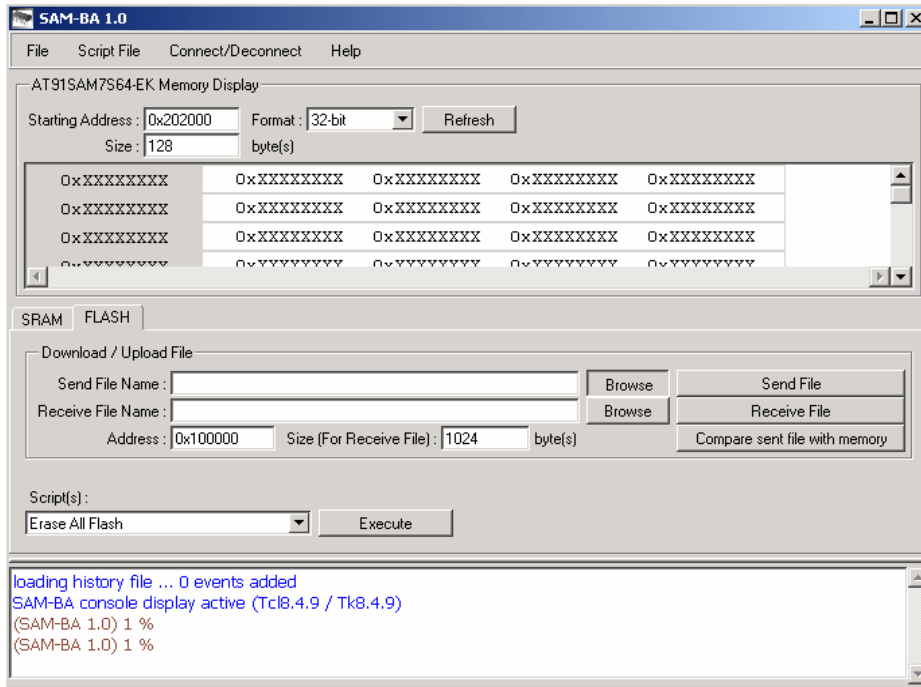 SAM-BA 1.0
File Script File Connect/Deconnect Help
AT91SAM7S64-EK Memory Display
Starting Address : 0x202000 Format : 32-bit Refresh
Size : 128 byte(s)
0xXXXXXXXX 0xXXXXXXXX 0xXXXXXXXX 0xXXXXXXXX 0xXXXXXXXX
0xXXXXXXXX 0xXXXXXXXX 0xXXXXXXXX 0xXXXXXXXX 0xXXXXXXXX
0xXXXXXXXX 0xXXXXXXXX 0xXXXXXXXX 0xXXXXXXXX 0xXXXXXXXX
SRAM FLASH
Download / Upload File
Send File Name : Browse Send File
Receive File Name : Browse Receive File
Address : 0x100000 Size (For Receive File) : 1024 byte(s) Compare sent file with memory
Script(s) :
Erase All Flash Execute
loading history file ... 0 events added
SAM-BA console display active (Tcl8.4.9 / Tk8.4.9)
(SAM-BA 1.0) 1 %
(SAM-BA 1.0) 1 %